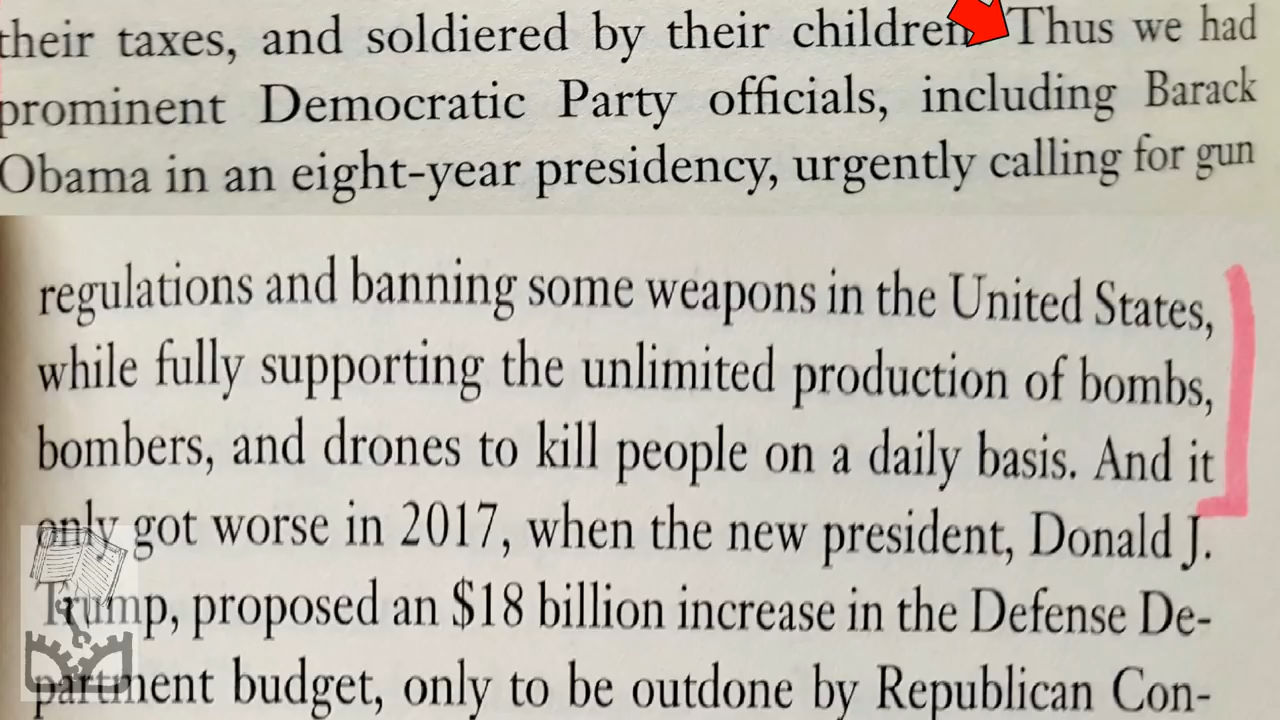 their taxes, and soldiered by their children Thus we had
prominent Democratic Party officials, including Barack
Obama in an eight-year presidency, urgently calling for gun
regulations and banning some weapons in the United States,
while fully supporting the unlimited production of bombs,
bombers, and drones to kill people on a daily basis. And it
only got worse in 2017, when the new president, Donald J.
Trump, proposed an $18 billion increase in the Defense De-
partment budget, only to be outdone by Republican Con-